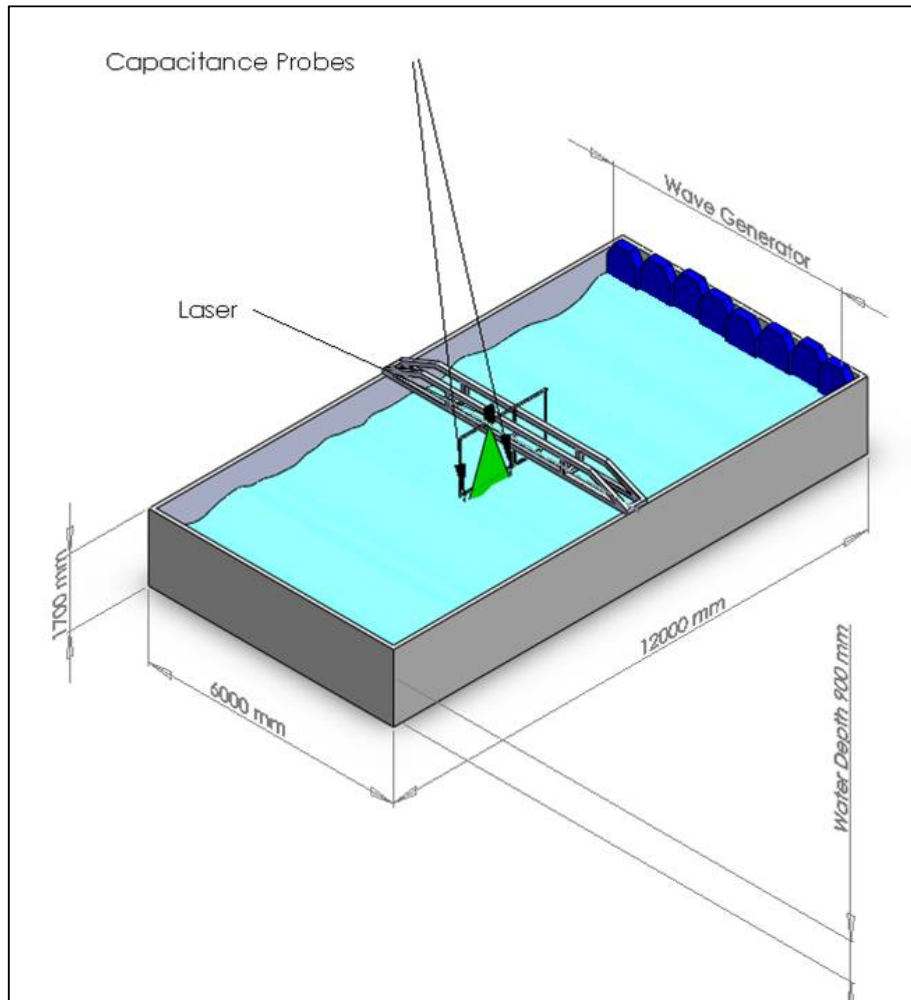 Capacitance Probes
Wave Generator
Laser
1700 mm
6000 mm
12000 mm
Water Depth 900 mm